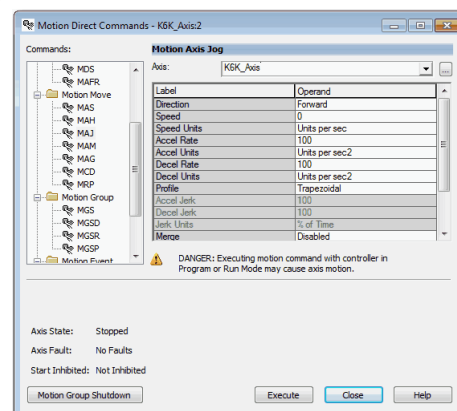 Motion Direct Commands - K6K_Axis:2
Commands:
MDS
MAFR
Motion Move
MAS
MAH
MAJ
MAM
MAG
MCD
MRP
Motion Group
MGS
MGSD
MGSR
MGSP
Motion Event
Motion Axis Jog
Axis: K6K_Axis ...
Label Operand
Direction Forward
Speed 0
Speed Units Units per sec
Accel Rate 100
Accel Units Units per sec2
Decel Rate 100
Decel Units Units per sec2
Profile Trapezoidal
Accel Jerk 100
Decel Jerk 100
Jerk Units % of Time
Merge Disabled
DANGER: Executing motion command with controller in
Program or Run Mode may cause axis motion.
Axis State: Stopped
Axis Fault: No Faults
Start Inhibited: Not Inhibited
Motion Group Shutdown Execute Close Help